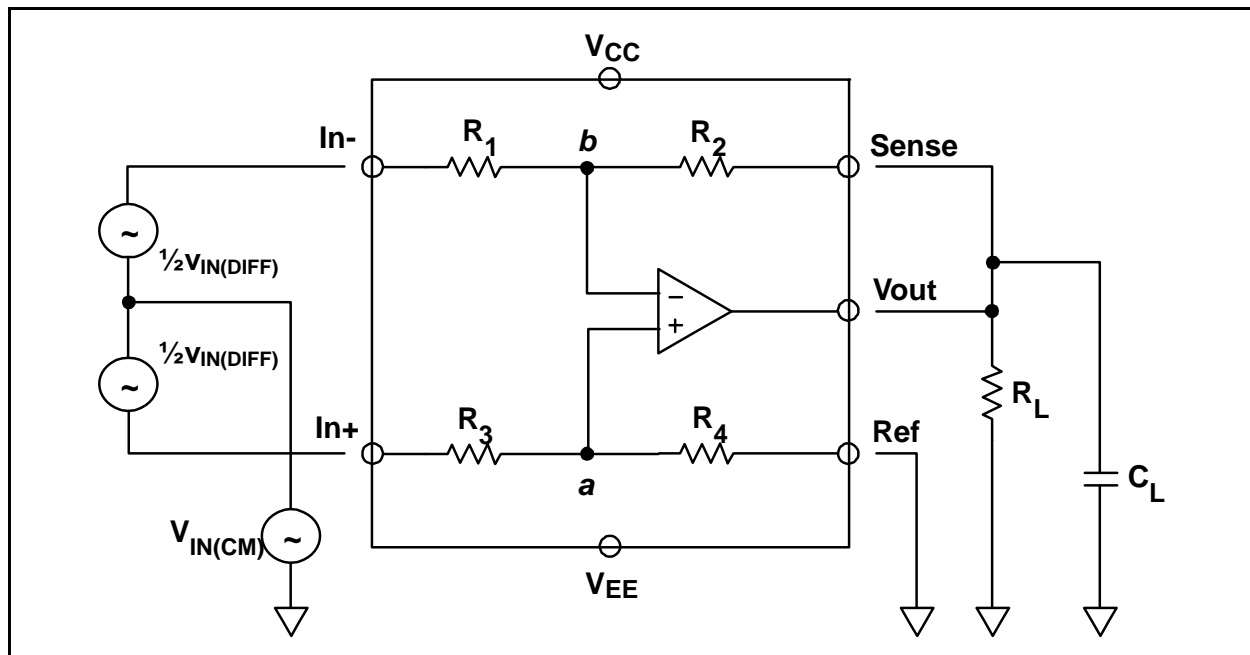 VCC
In-
R1
b
R2
Sense
~
½vIN(DIFF)
−
+
Vout
½vIN(DIFF)
~
In+
R3
a
R4
Ref
RL
CL
VIN(CM)
~
VEE